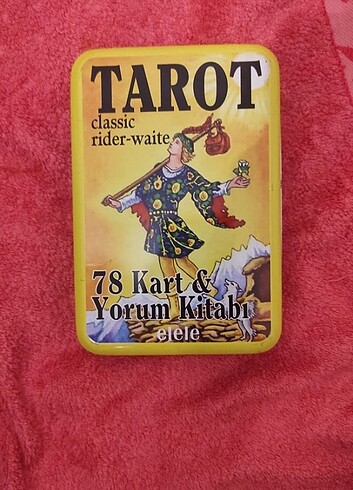 TAROT
classic
rider-waite
78 Kart &
Yorum Kitabı
elele